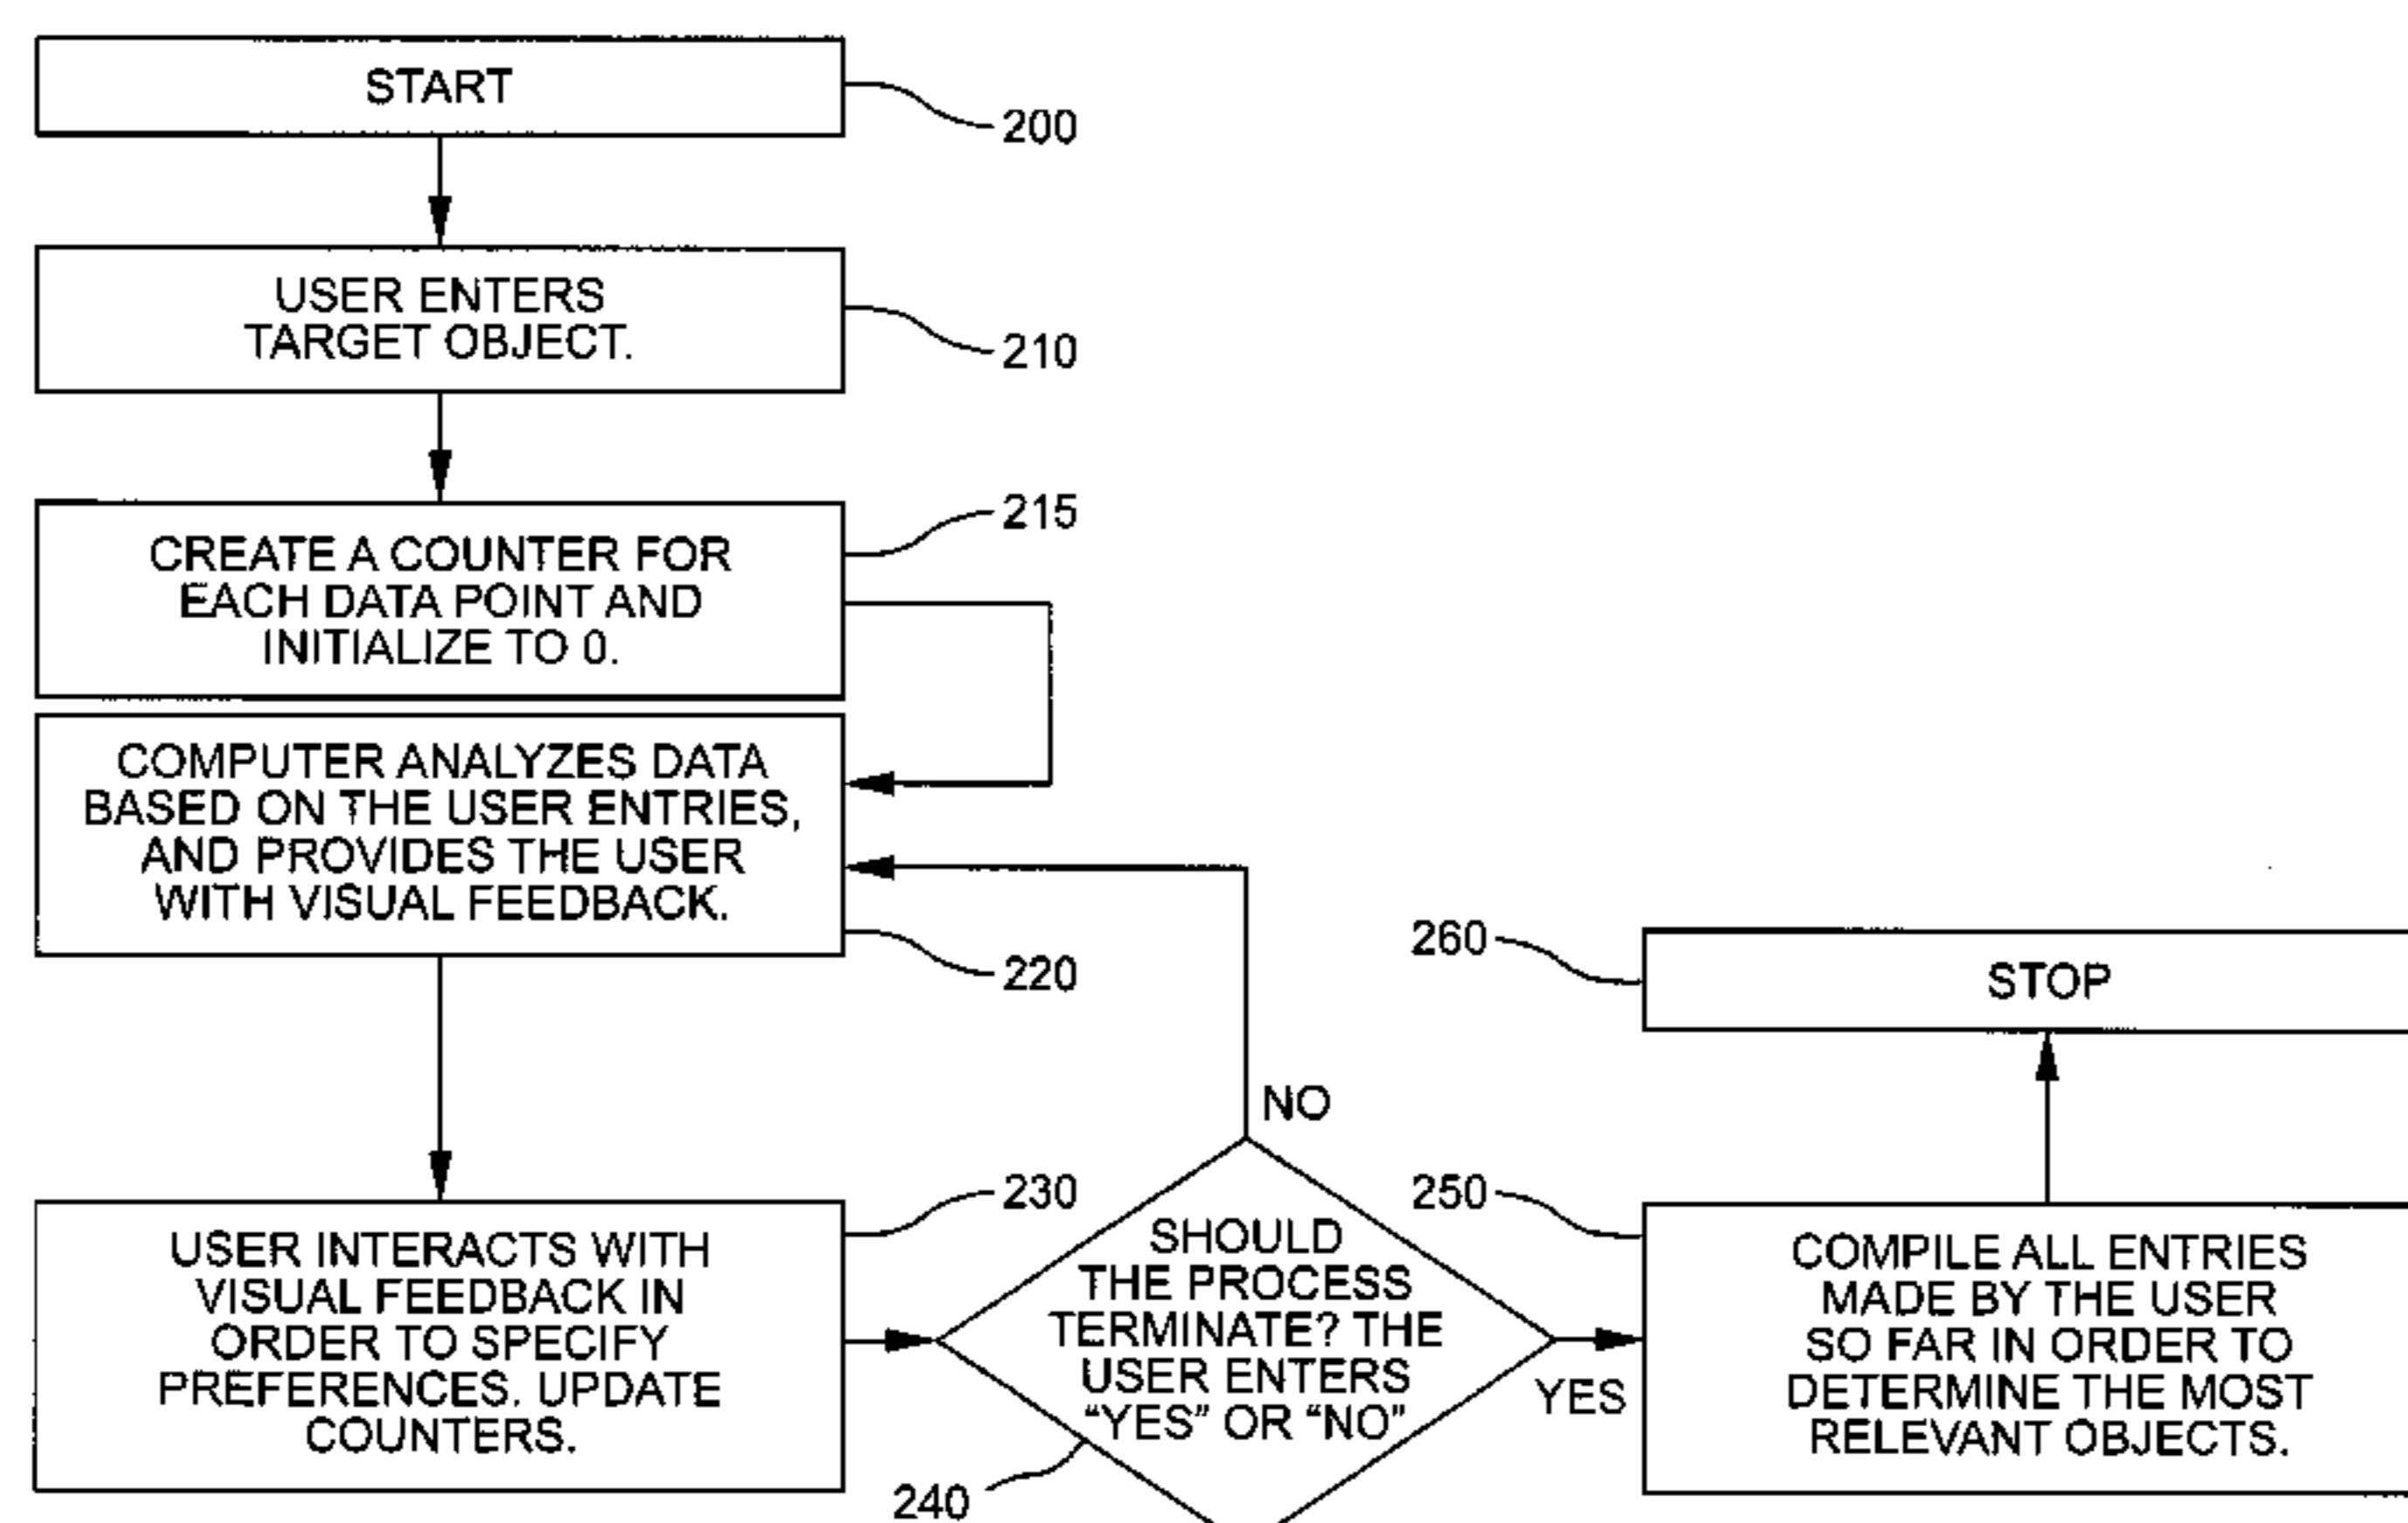 START
200
USER ENTERS
TARGET OBJECT.
210
215
CREATE A COUNTER FOR
EACH DATA POINT AND
INITIALIZE TO 0.
COMPUTER ANALYZES DATA
BASED ON THE USER ENTRIES,
AND PROVIDES THE USER
WITH VISUAL FEEDBACK.
220
230
USER INTERACTS WITH
VISUAL FEEDBACK IN
ORDER TO SPECIFY
PREFERENCES. UPDATE
COUNTERS.
NO
SHOULD
THE PROCESS
TERMINATE? THE
USER ENTERS
“YES” OR “NO”
240
YES
250
COMPILE ALL ENTRIES
MADE BY THE USER
SO FAR IN ORDER TO
DETERMINE THE MOST
RELEVANT OBJECTS.
260
STOP